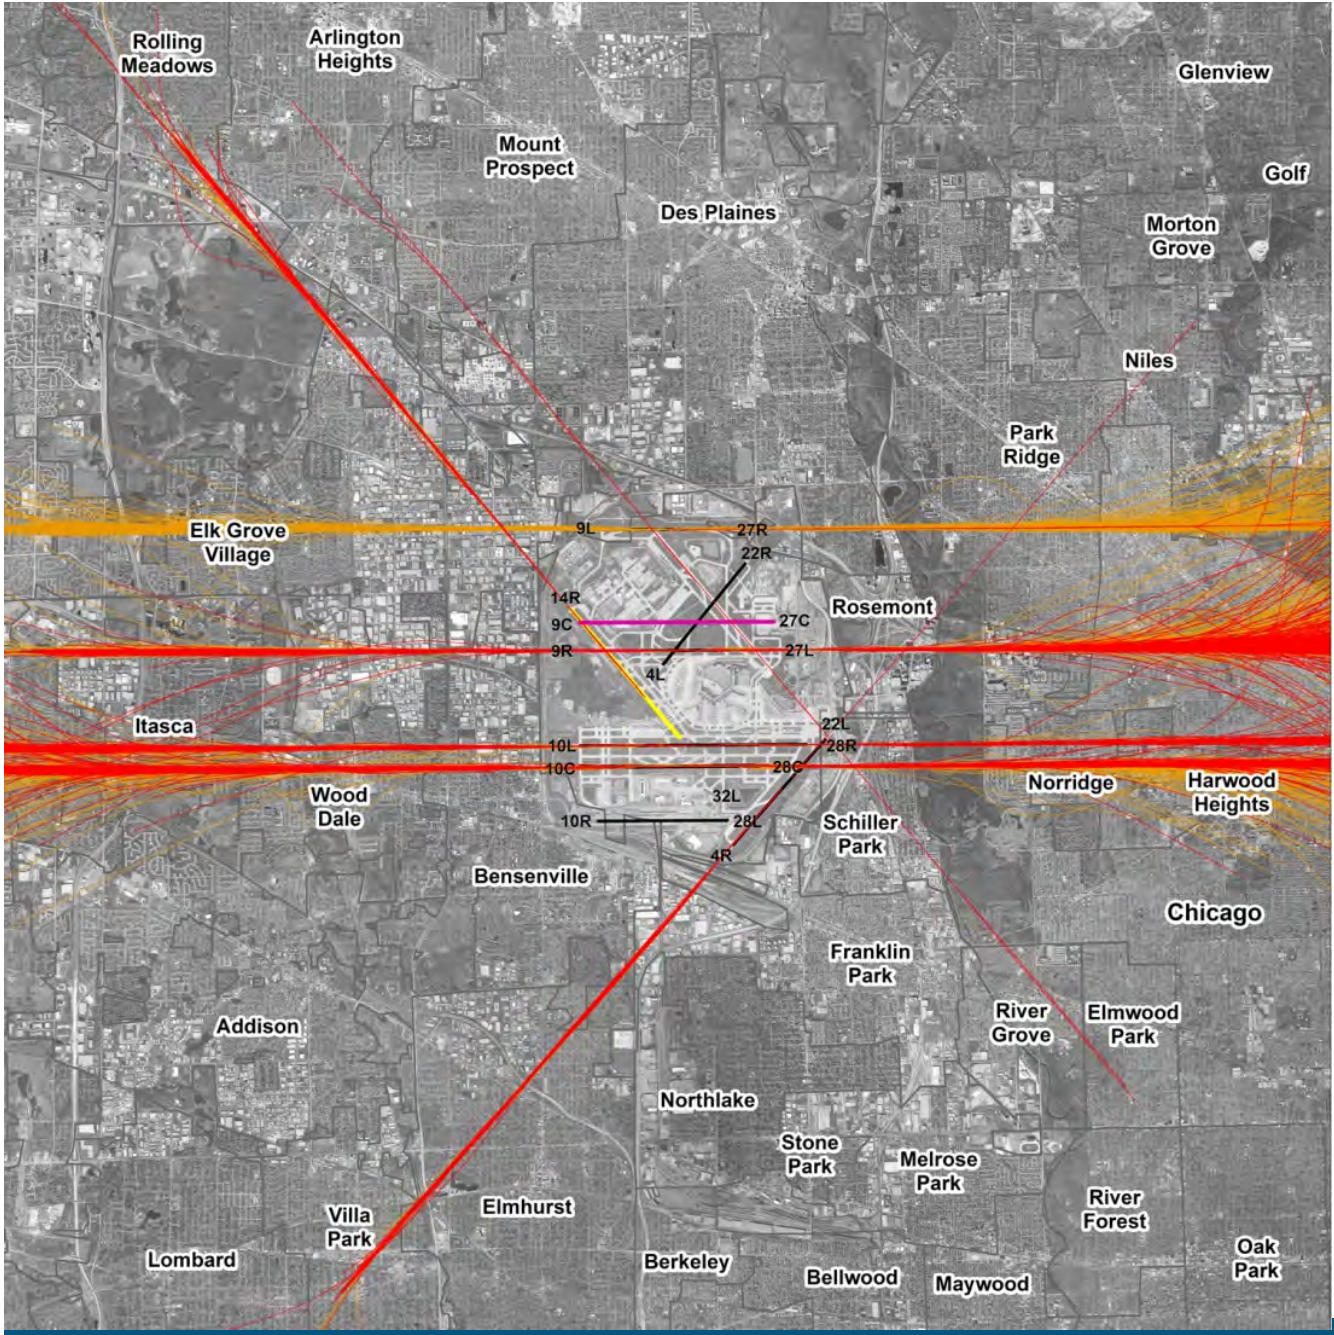 Rolling
Meadows
Arlington
Heights
Glenview
Mount
Prospect
Golf
Des Plaines
Morton
Grove
Niles
Park
Ridge
Elk Grove
Village
9L
27R
22R
14R
9C
27C
Rosemont
9R
27L
4L
Itasca
22L
10L
28R
10C
28C
Norridge
Harwood
Heights
Wood
Dale
32L
10R
28L
Schiller
Park
4R
Bensenville
Chicago
Franklin
Park
Addison
River
Grove
Elmwood
Park
Northlake
Stone
Park
Melrose
Park
Elmhurst
River
Forest
Villa
Park
Lombard
Berkeley
Bellwood
Maywood
Oak
Park